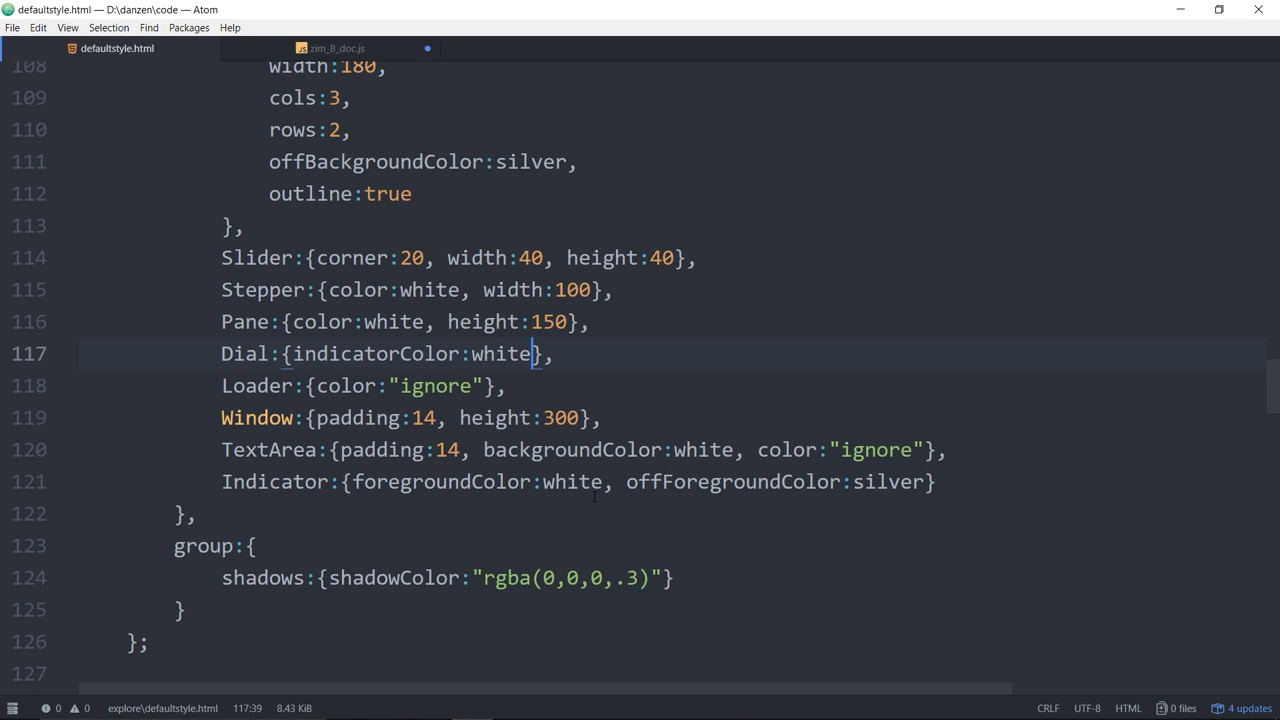 defaultstyle.html — D:\danzen\code — Atom
File Edit View Selection Find Packages Help
defaultstyle.html
JS zim_8_doc.js
108 width:180,
109 cols:3,
110 rows:2,
111 offBackgroundColor:silver,
112 outline:true
113 },
114 Slider:{corner:20, width:40, height:40},
115 Stepper:{color:white, width:100},
116 Pane:{color:white, height:150},
117 Dial:{indicatorColor:white},
118 Loader:{color:"ignore"},
119 Window:{padding:14, height:300},
120 TextArea:{padding:14, backgroundColor:white, color:"ignore"},
121 Indicator:{foregroundColor:white, offForegroundColor:silver}
122 },
123 group:{
124 shadows:{shadowColor:"rgba(0,0,0,.3)"}
125 }
126 };
127
0 0 explore\defaultstyle.html 117:39 8.43 KiB CRLF UTF-8 HTML 0 files 4 updates